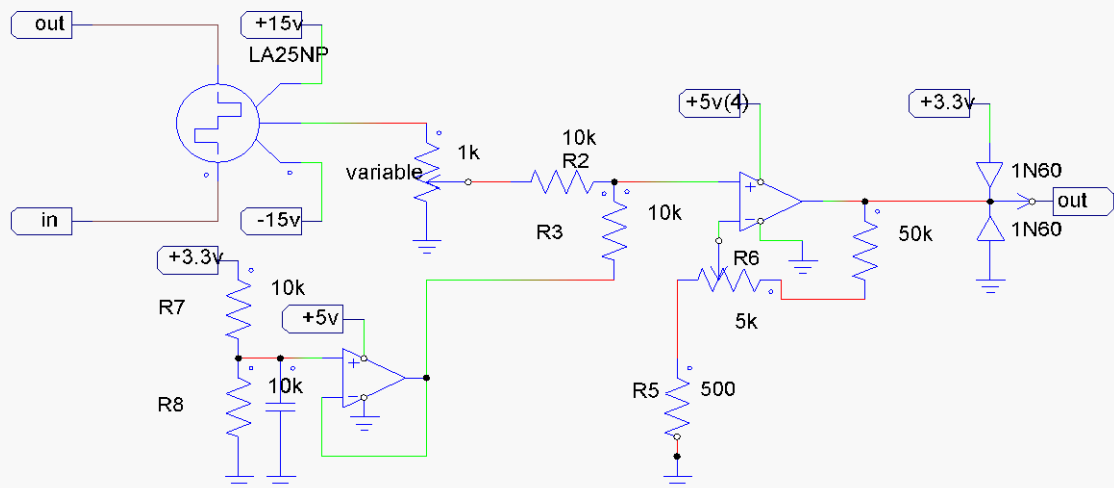 out
+15v
LA25NP
in
-15v
variable
1k
10k
R2
R3
10k
+5v(4)
+3.3v
1N60
out
1N60
50k
R6
5k
R5
500
+3.3v
R7
10k
+5v
R8
10k